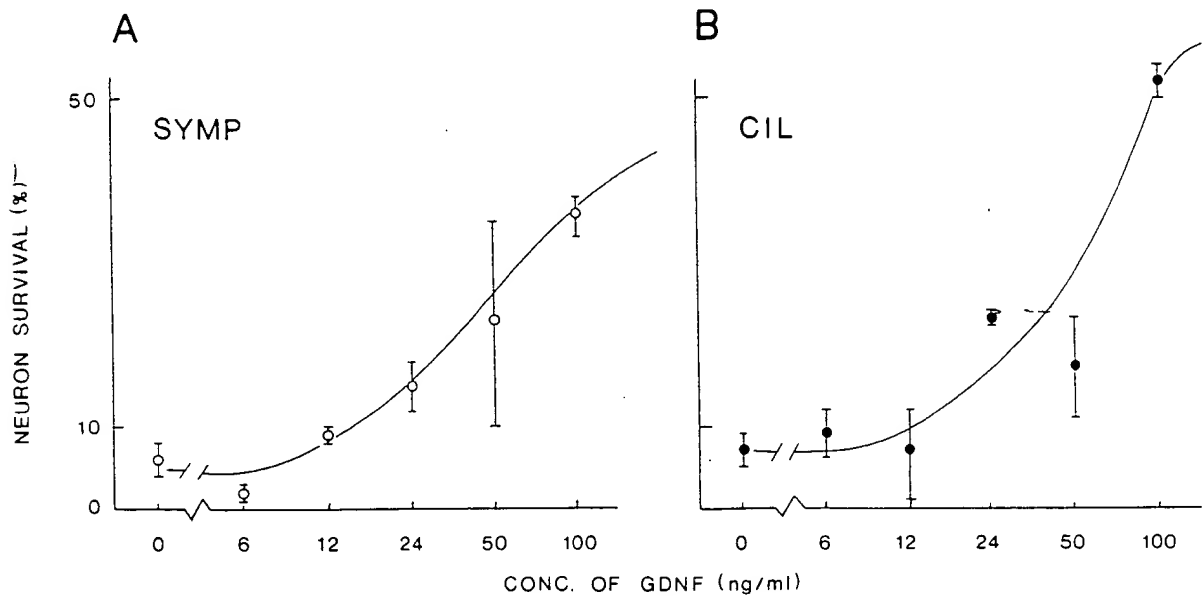 A
B
50
SYMP
CIL
NEURON SURVIVAL (%)
10
0
0 6 12 24 50 100
0 6 12 24 50 100
CONC. OF GDNF (ng/ml)